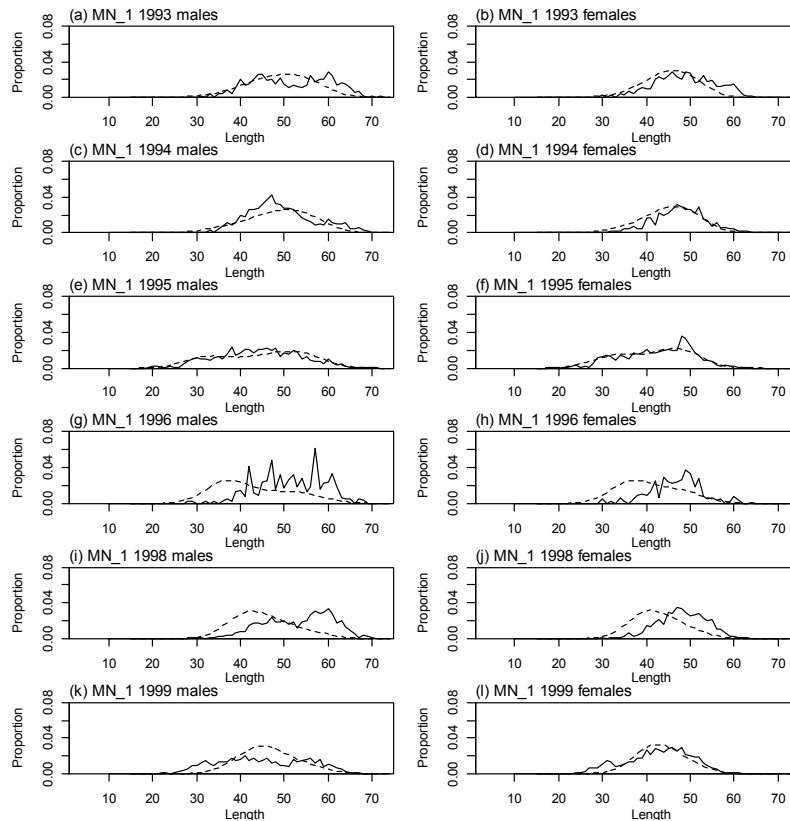 (a) MN_1 1993 males
Proportion
0.00 0.04 0.08
10 20 30 40 50 60 70
Length
(b) MN_1 1993 females
Proportion
0.00 0.04 0.08
10 20 30 40 50 60 70
Length
(c) MN_1 1994 males
Proportion
0.00 0.04 0.08
10 20 30 40 50 60 70
Length
(d) MN_1 1994 females
Proportion
0.00 0.04 0.08
10 20 30 40 50 60 70
Length
(e) MN_1 1995 males
Proportion
0.00 0.04 0.08
10 20 30 40 50 60 70
Length
(f) MN_1 1995 females
Proportion
0.00 0.04 0.08
10 20 30 40 50 60 70
Length
(g) MN_1 1996 males
Proportion
0.00 0.04 0.08
10 20 30 40 50 60 70
Length
(h) MN_1 1996 females
Proportion
0.00 0.04 0.08
10 20 30 40 50 60 70
Length
(i) MN_1 1998 males
Proportion
0.00 0.04 0.08
10 20 30 40 50 60 70
Length
(j) MN_1 1998 females
Proportion
0.00 0.04 0.08
10 20 30 40 50 60 70
Length
(k) MN_1 1999 males
Proportion
0.00 0.04 0.08
10 20 30 40 50 60 70
Length
(l) MN_1 1999 females
Proportion
0.00 0.04 0.08
10 20 30 40 50 60 70
Length